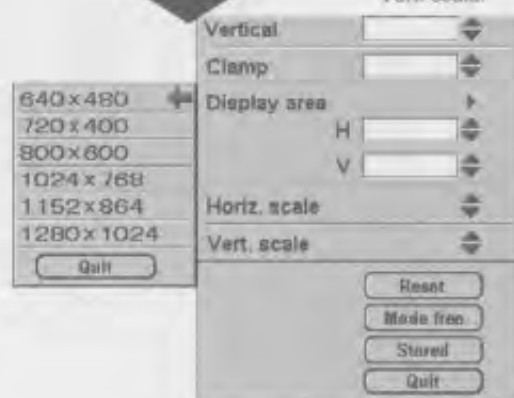 Vertical
Clamp
640x480
720x400
800x600
1024x768
1152x864
1280x1024
Quit
Display area
H
V
Horiz. scale
Vert. scale
Reset
Mode free
Stored
Quit